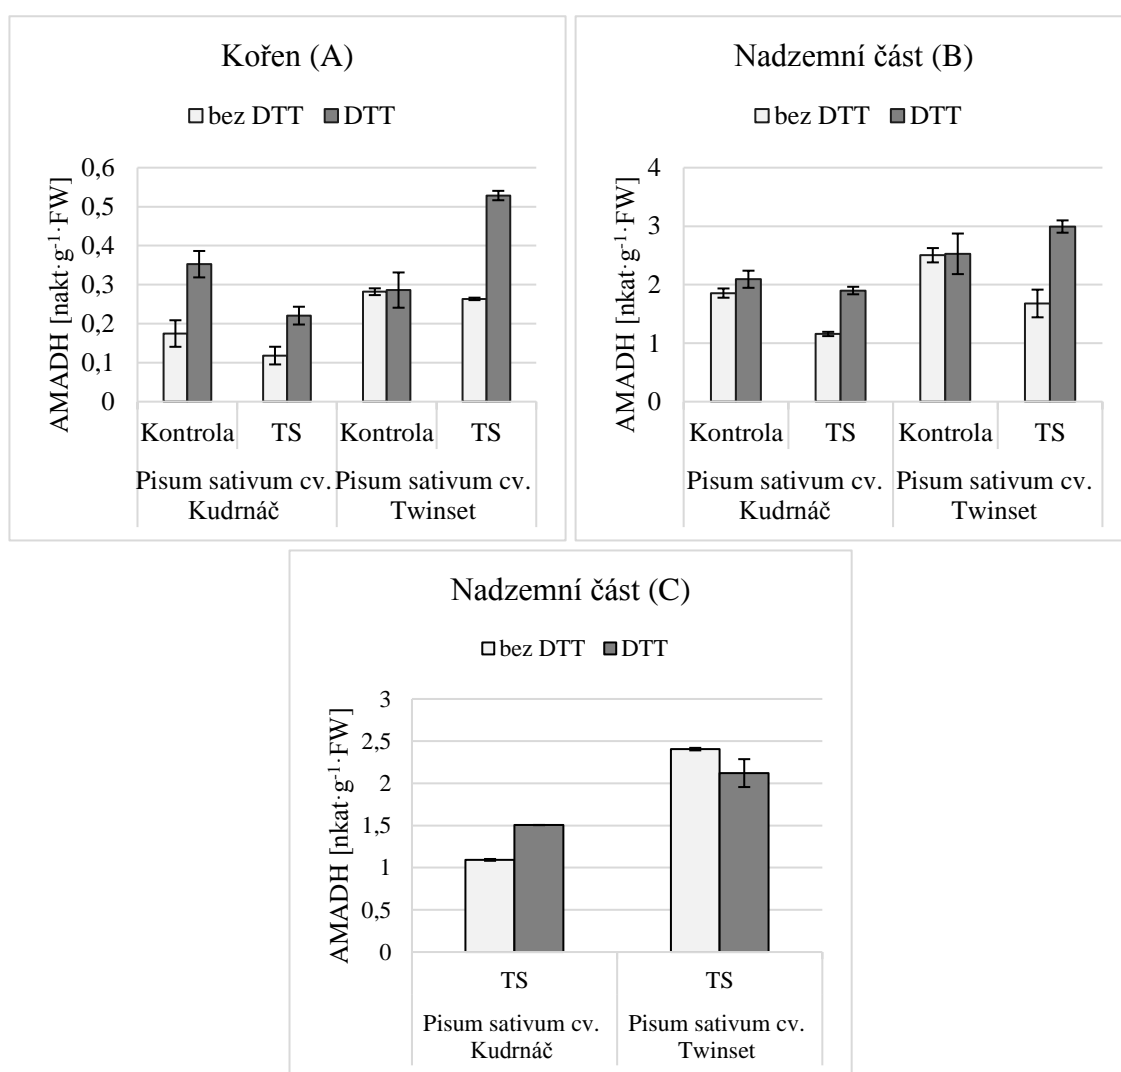 Kořen (A)
bez DTT DTT
AMADH [nakt·g-1·FW]
0,6
0,5
0,4
0,3
0,2
0,1
0
Kontrola TS Kontrola TS
Pisum sativum cv. Pisum sativum cv.
Kudrnáč Twinset
Nadzemní část (B)
bez DTT DTT
AMADH [nkat·g-1·FW]
4
3
2
1
0
Kontrola TS Kontrola TS
Pisum sativum cv. Pisum sativum cv.
Kudrnáč Twinset
Nadzemní část (C)
bez DTT DTT
AMADH [nkat·g-1·FW]
3
2,5
2
1,5
1
0,5
0
TS TS
Pisum sativum cv. Pisum sativum cv.
Kudrnáč Twinset